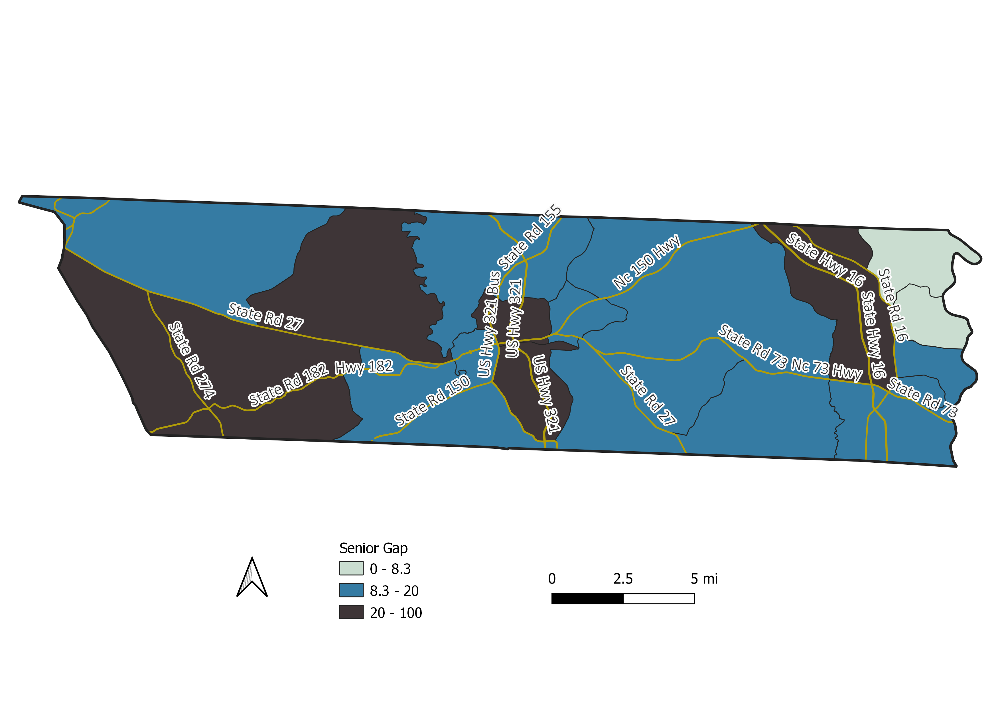 State Rd 155
State Hwy 16
Nc 150 Hwy
US Hwy 321 Bus
US Hwy 321
State Rd 16
State Hwy 16
State Rd 27
State Rd 274
State Rd 182
Hwy 182
State Rd 73
Nc 73 Hwy
State Rd 150
US Hwy 321
State Rd 27
State Rd 73
Senior Gap
0 - 8.3
8.3 - 20
20 - 100
0 2.5 5 mi